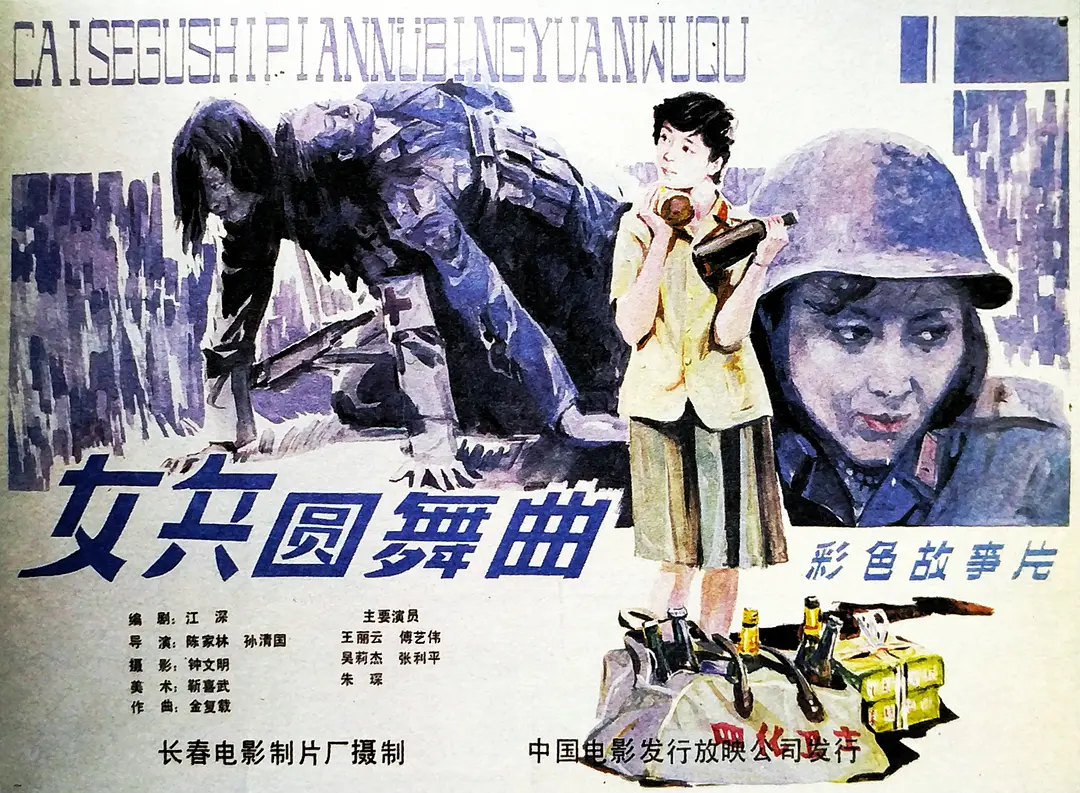 CAISEGUSHIPIANNÜBINGYUANWUQU
女兵圆舞曲
彩色故事片
编 剧：江 深
导 演：陈家林 孙清国
摄 影：钟文明
美 术：靳喜武
作 曲：金复载
主要演员
王丽云 傅艺伟
吴莉杰 张利平
朱 琛
长春电影制片厂摄制
中国电影发行放映公司发行